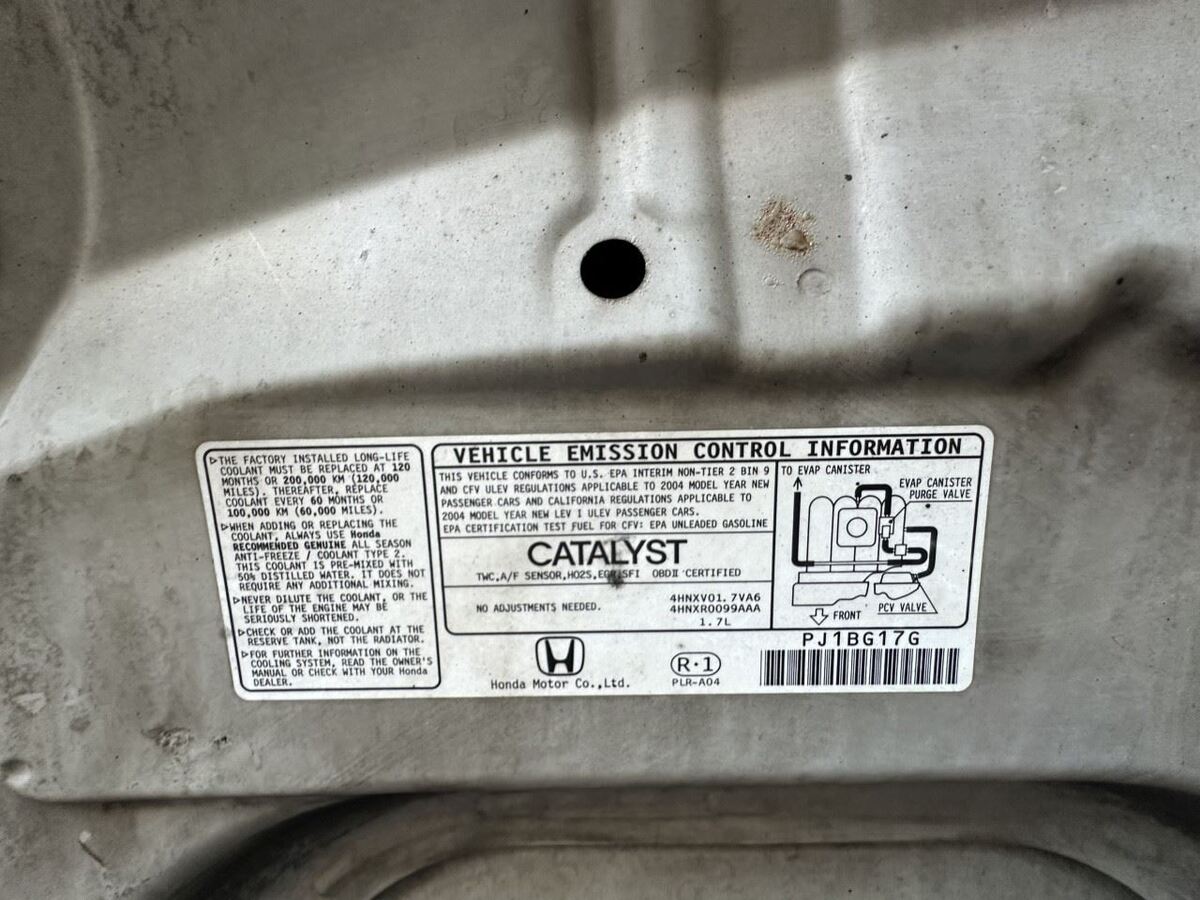 ▷THE FACTORY INSTALLED LONG-LIFE
COOLANT MUST BE REPLACED AT 120
MONTHS OR 200,000 KM (120,000
MILES). THEREAFTER, REPLACE
COOLANT EVERY 60 MONTHS OR
100,000 KM (60,000 MILES).
▷WHEN ADDING OR REPLACING THE
COOLANT, ALWAYS USE Honda
RECOMMENDED GENUINE ALL SEASON
ANTI-FREEZE / COOLANT TYPE 2.
THIS COOLANT IS PRE-MIXED WITH
50% DISTILLED WATER. IT DOES NOT
REQUIRE ANY ADDITIONAL MIXING.
▷NEVER DILUTE THE COOLANT, OR THE
LIFE OF THE ENGINE MAY BE
SERIOUSLY SHORTENED.
▷CHECK OR ADD THE COOLANT AT THE
RESERVE TANK, NOT THE RADIATOR.
▷FOR FURTHER INFORMATION ON THE
COOLING SYSTEM, READ THE OWNER'S
MANUAL OR CHECK WITH YOUR Honda
DEALER.
VEHICLE EMISSION CONTROL INFORMATION
THIS VEHICLE CONFORMS TO U.S. EPA INTERIM NON-TIER 2 BIN 9
AND CFV ULEV REGULATIONS APPLICABLE TO 2004 MODEL YEAR NEW
PASSENGER CARS AND CALIFORNIA REGULATIONS APPLICABLE TO
2004 MODEL YEAR NEW LEV I ULEV PASSENGER CARS.
EPA CERTIFICATION TEST FUEL FOR CFV: EPA UNLEADED GASOLINE
CATALYST
TWC,A/F SENSOR,HO2S,EGR,SFI OBDⅡ CERTIFIED
NO ADJUSTMENTS NEEDED.
4HNXV01.7VA6
4HNXR0099AAA
1.7L
TO EVAP CANISTER
EVAP CANISTER
PURGE VALVE
FRONT
PCV VALVE
Honda Motor Co.,Ltd.
R·1
PLR-A04
PJ1BG17G